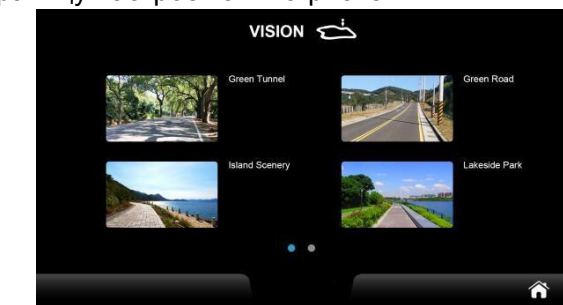 VISION
Green Tunnel
Green Road
Island Scenery
Lakeside Park